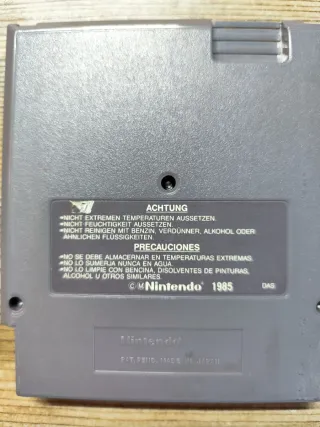 ACHTUNG
•NICHT EXTREMEN TEMPERATUREN AUSSETZEN.
•NICHT FEUCHTIGKEIT AUSSETZEN.
•NICHT REINIGEN MIT BENZIN, VERDÜNNER, ALKOHOL ODER
ÄHNLICHEN FLÜSSIGKEITEN.
PRECAUCIONES
•NO SE DEBE ALMACERNAR EN TEMPERATURAS EXTREMAS.
•NO LO SUMERJA NUNCA EN AGUA.
•NO LO LIMPIE CON BENCINA, DISOLVENTES DE PINTURAS,
ALCOHOL U OTROS SIMILARES.
©M Nintendo 1985 DAS
Nintendo